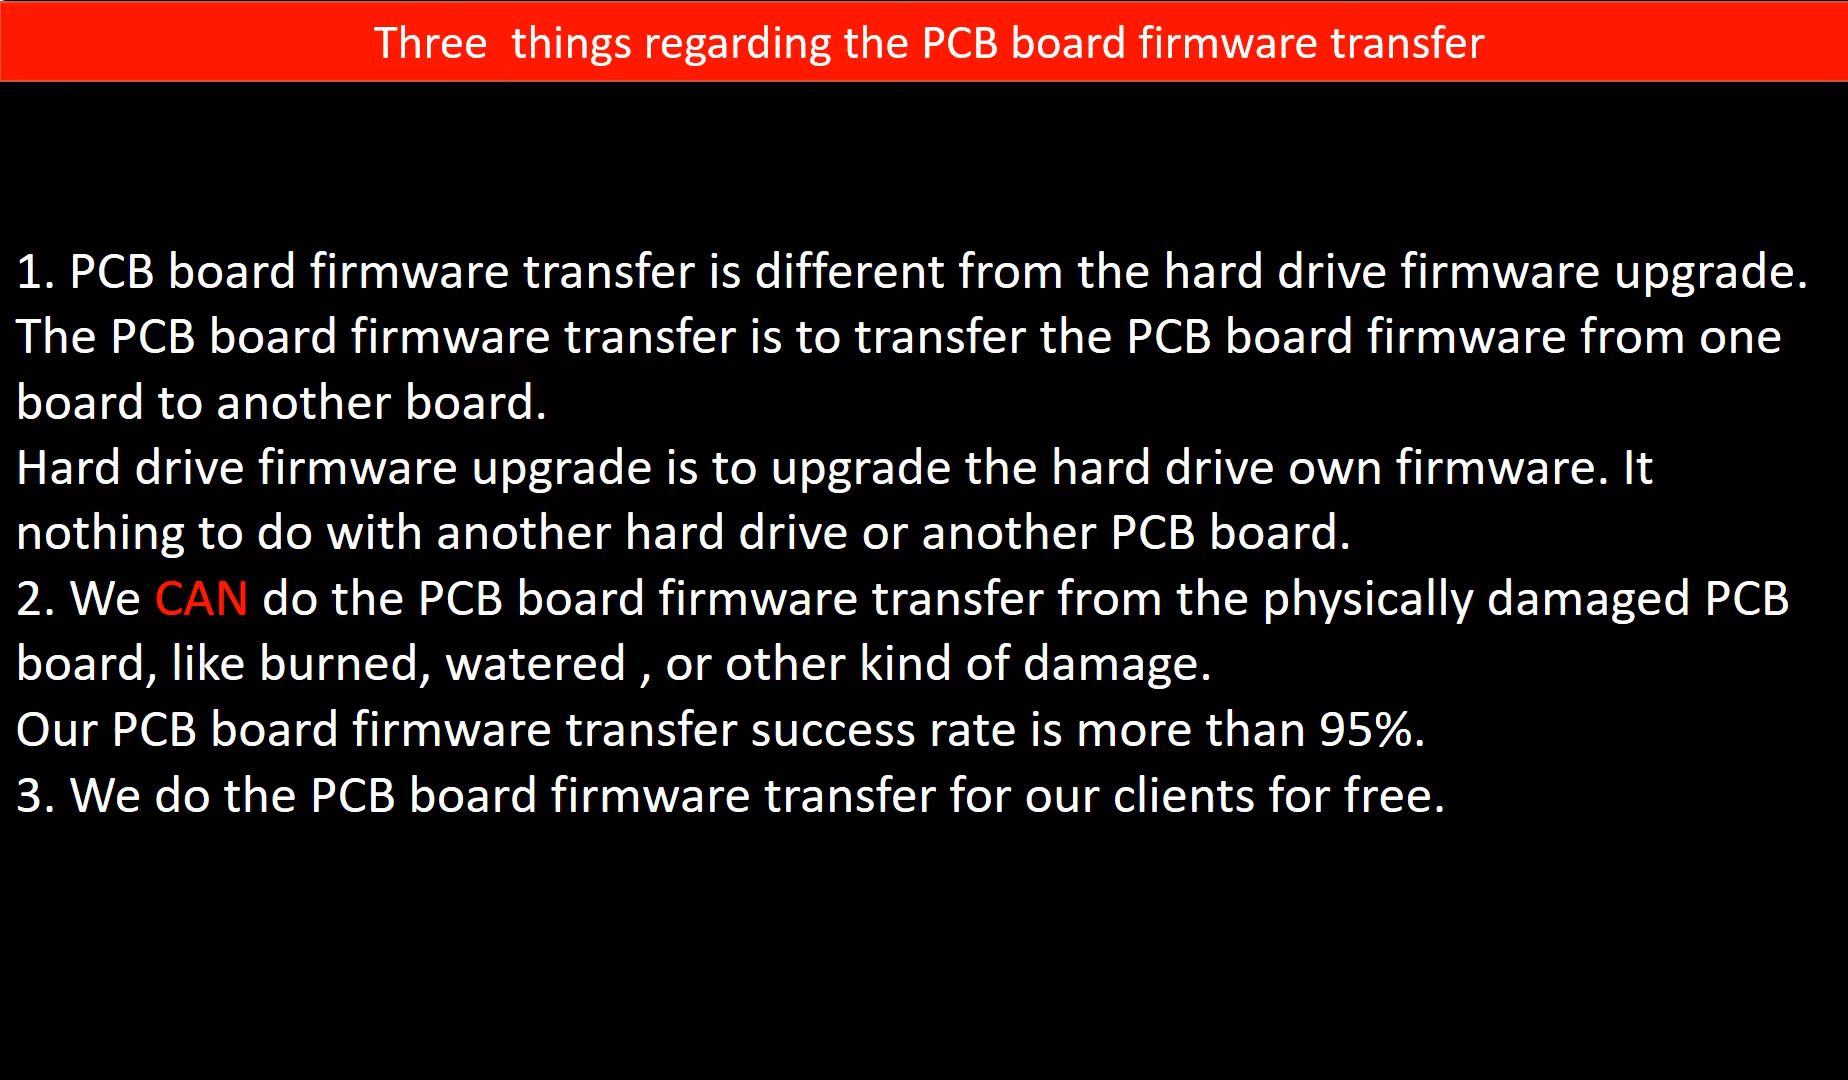 Three  things regarding the PCB board firmware transfer
1. PCB board firmware transfer is different from the hard drive firmware upgrade.
The PCB board firmware transfer is to transfer the PCB board firmware from one
board to another board.
Hard drive firmware upgrade is to upgrade the hard drive own firmware. It
nothing to do with another hard drive or another PCB board.
2. We CAN do the PCB board firmware transfer from the physically damaged PCB
board, like burned, watered , or other kind of damage.
Our PCB board firmware transfer success rate is more than 95%.
3. We do the PCB board firmware transfer for our clients for free.